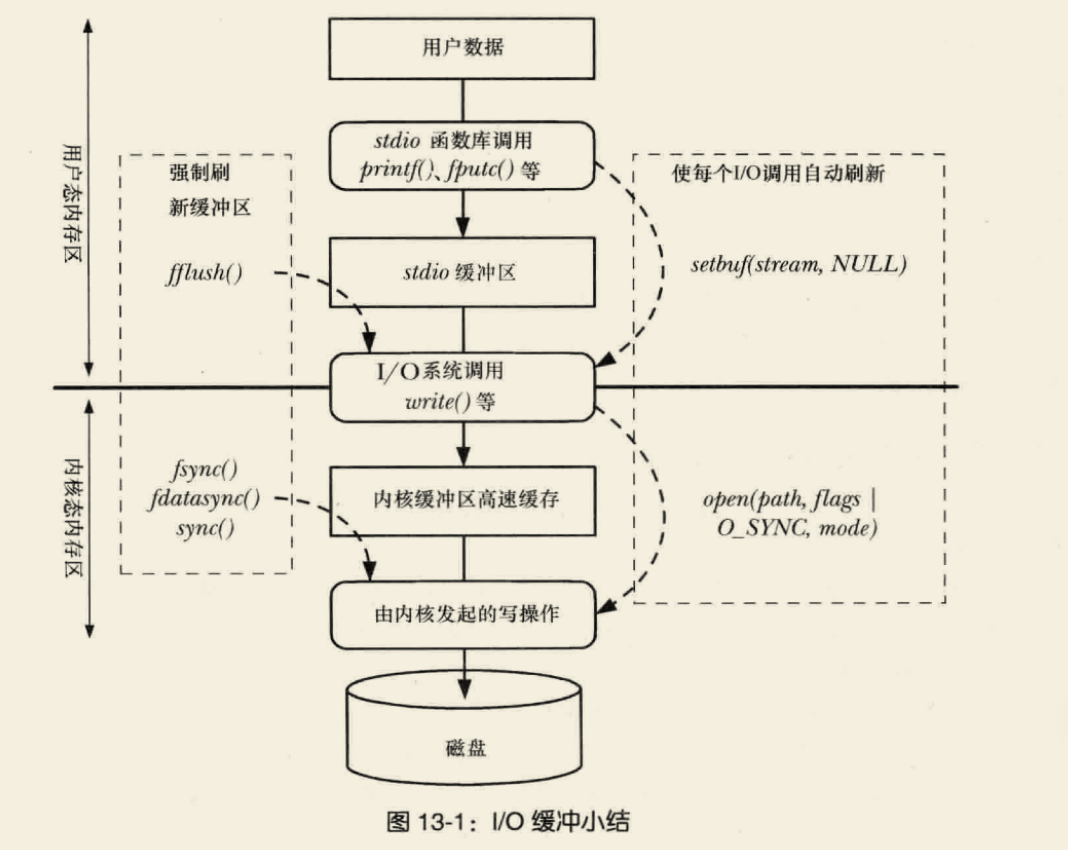 用户数据
stdio 函数库调用
printf()、fputc() 等
用户态内存区
强制刷
新缓冲区
fflush()
stdio 缓冲区
使每个I/O调用自动刷新
setbuf(stream, NULL)
I/O系统调用
write() 等
内核态内存区
fsync()
fdatasync()
sync()
内核缓冲区高速缓存
open(path, flags |
O_SYNC, mode)
由内核发起的写操作
磁盘
图 13-1：I/O 缓冲小结